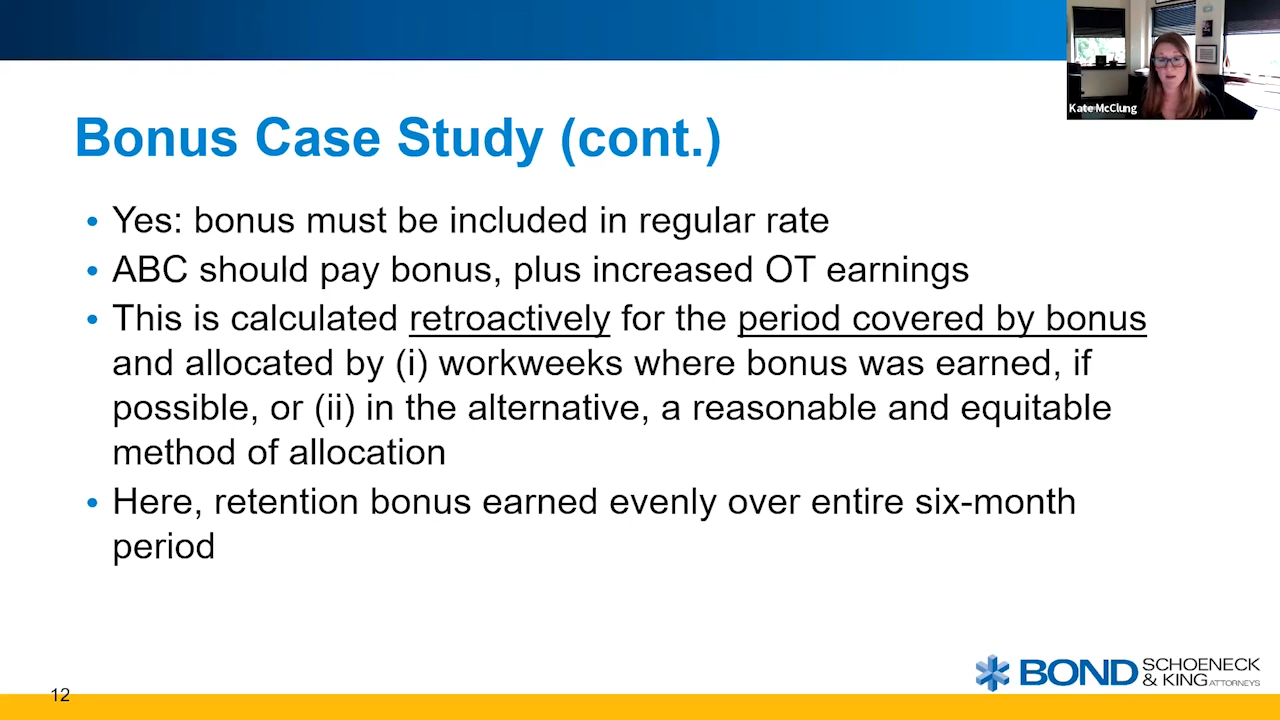 Kate McClung
Bonus Case Study (cont.)
• Yes: bonus must be included in regular rate
• ABC should pay bonus, plus increased OT earnings
• This is calculated retroactively for the period covered by bonus
and allocated by (i) workweeks where bonus was earned, if
possible, or (ii) in the alternative, a reasonable and equitable
method of allocation
• Here, retention bonus earned evenly over entire six-month
period
12
BOND SCHOENECK
& KING ATTORNEYS